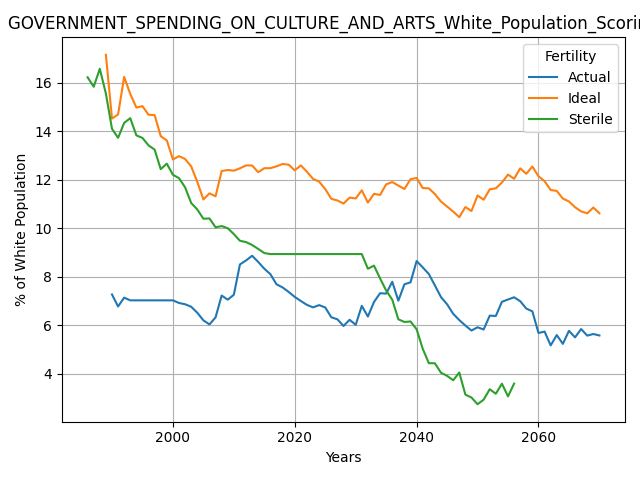 GOVERNMENT_SPENDING_ON_CULTURE_AND_ARTS_White_Population_Scori
Fertility
Actual
Ideal
Sterile
% of White Population
16
14
12
10
8
6
4
2000 2020 2040 2060
Years